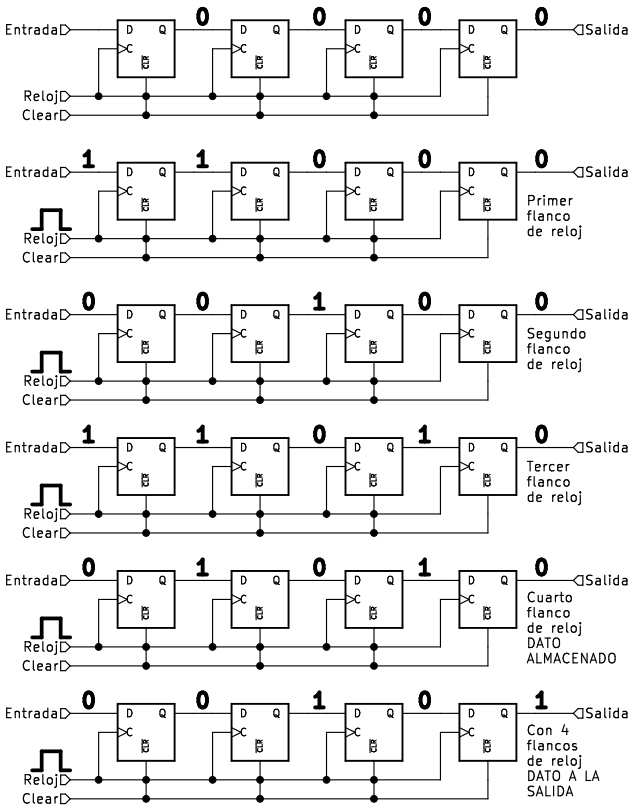 0 0 0 0
Entrada D Q D Q D Q D Q Salida
C C C C
CLR CLR CLR CLR
Reloj
Clear
1 1 0 0 0
Entrada D Q D Q D Q D Q Salida
C C C C
CLR CLR CLR CLR
Primer
flanco
de reloj
Reloj
Clear
0 0 1 0 0
Entrada D Q D Q D Q D Q Salida
C C C C
CLR CLR CLR CLR
Segundo
flanco
de reloj
Reloj
Clear
1 1 0 1 0
Entrada D Q D Q D Q D Q Salida
C C C C
CLR CLR CLR CLR
Tercer
flanco
de reloj
Reloj
Clear
0 1 0 1 0
Entrada D Q D Q D Q D Q Salida
C C C C
CLR CLR CLR CLR
Cuarto
flanco
de reloj
DATO
ALMACENADO
Reloj
Clear
0 0 1 0 1
Entrada D Q D Q D Q D Q Salida
C C C C
CLR CLR CLR CLR
Con 4
flancos
de reloj
DATO A LA
SALIDA
Reloj
Clear